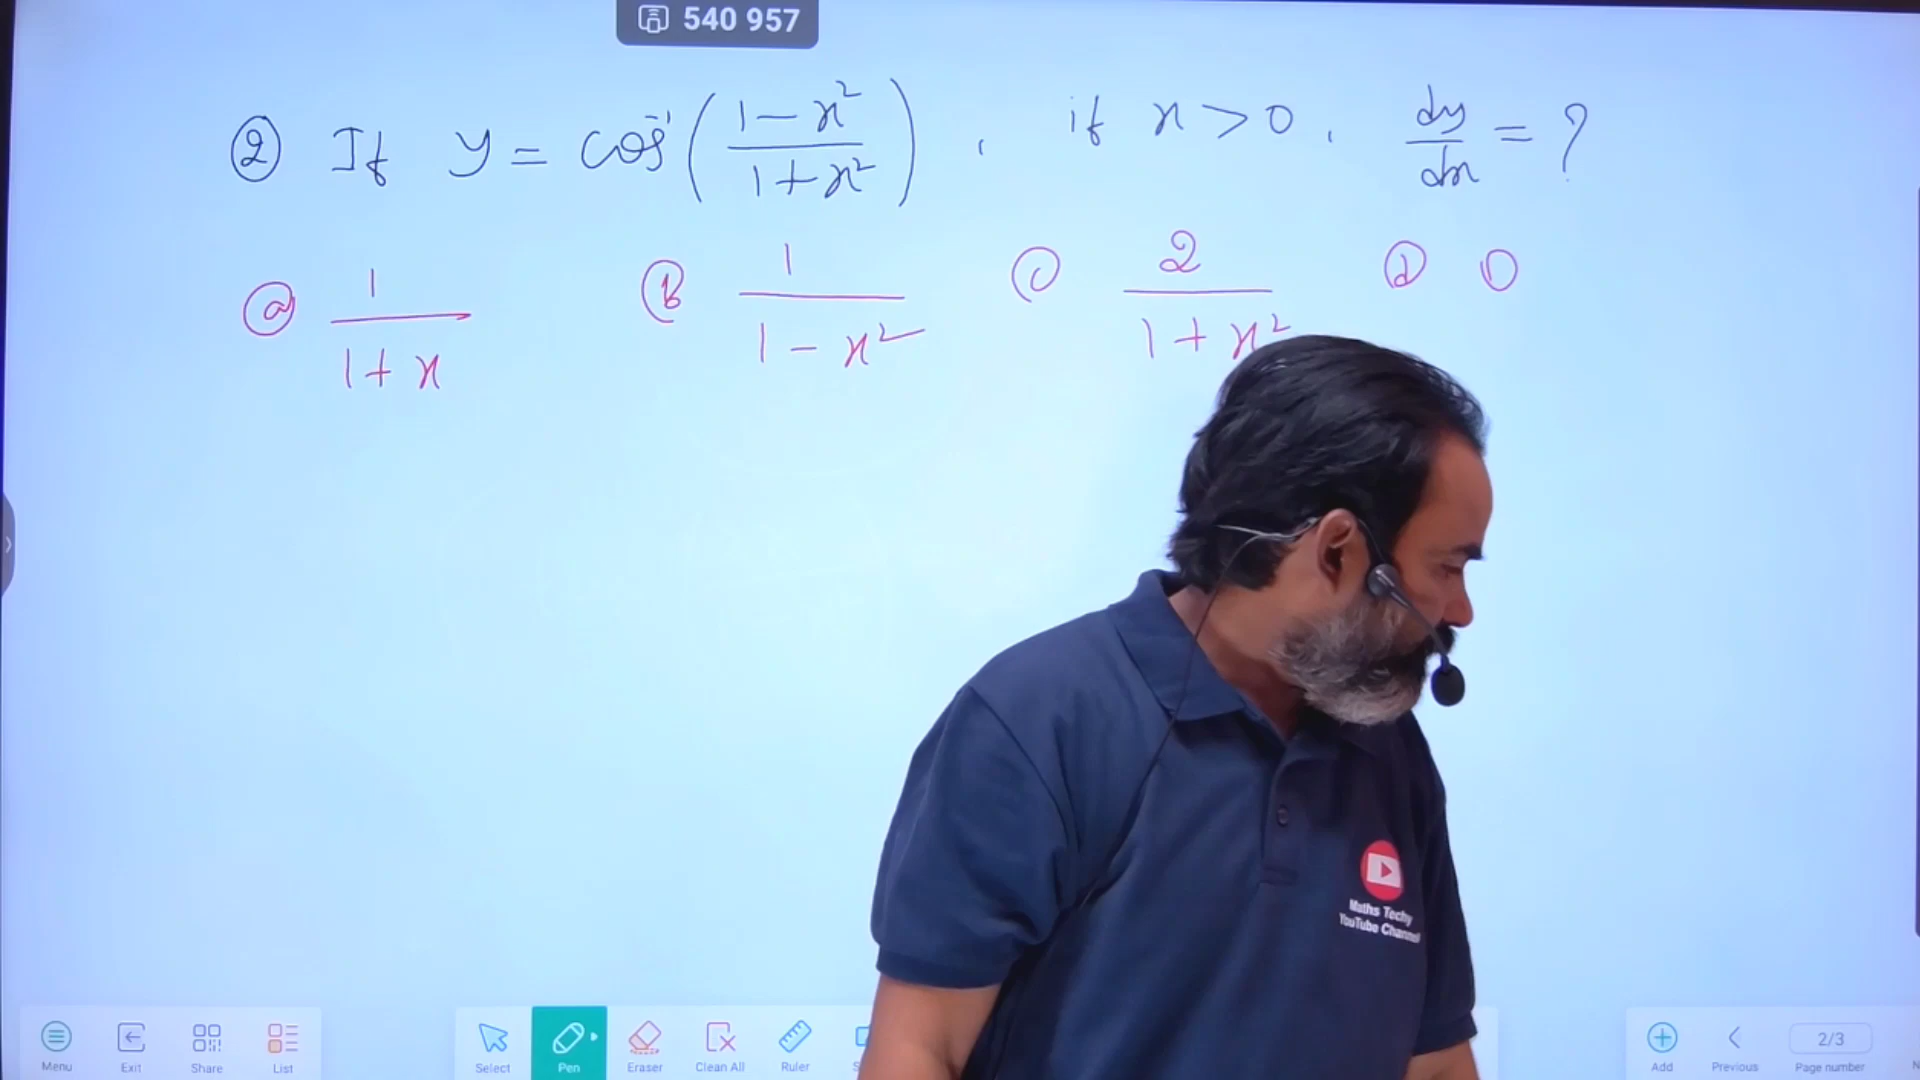 540 957
② If y = cos⁻¹((1-x²)/(1+x²)), if x > 0, dy/dx = ?
ⓐ 1/(1+x) ⓑ 1/(1-x²) ⓒ 2/(1+x²) ⓓ 0
Maths Techy
YouTube Channel
Menu Exit Share List Select Pen Eraser Clean All Ruler Add Previous 2/3 Page number